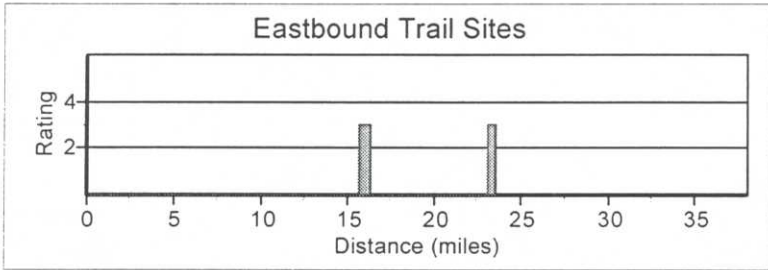 Eastbound Trail Sites
Rating
4
2
0 5 10 15 20 25 30 35
Distance (miles)